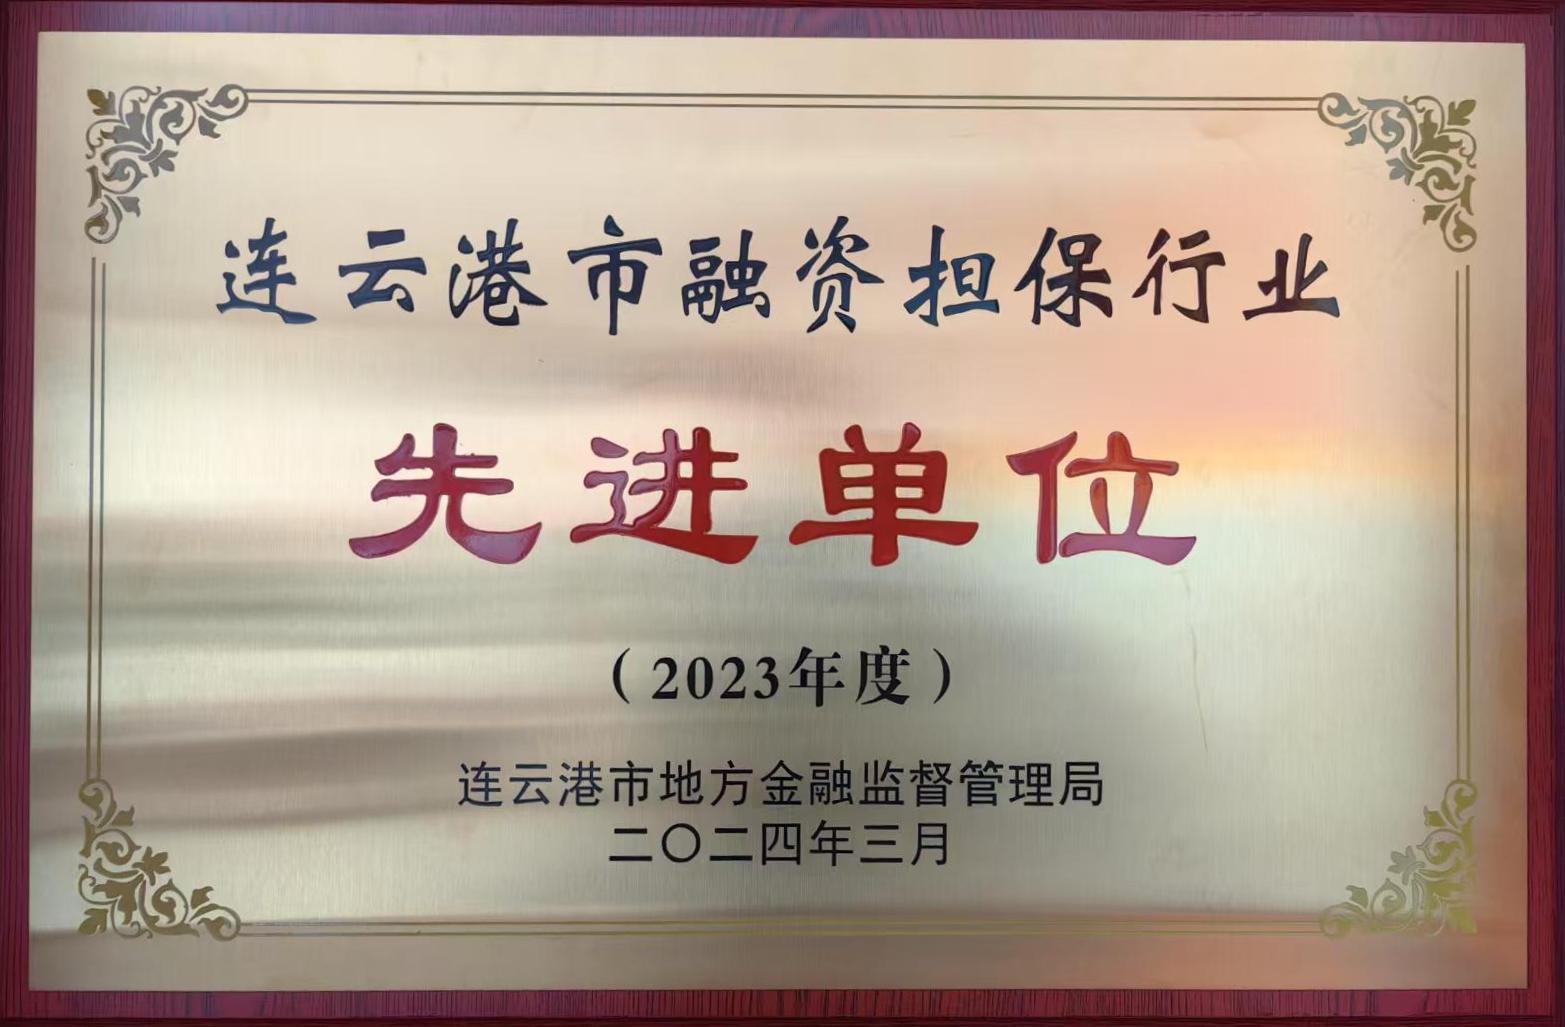 连云港市融资担保行业
先进单位
（2023年度）
连云港市地方金融监督管理局
二〇二四年三月